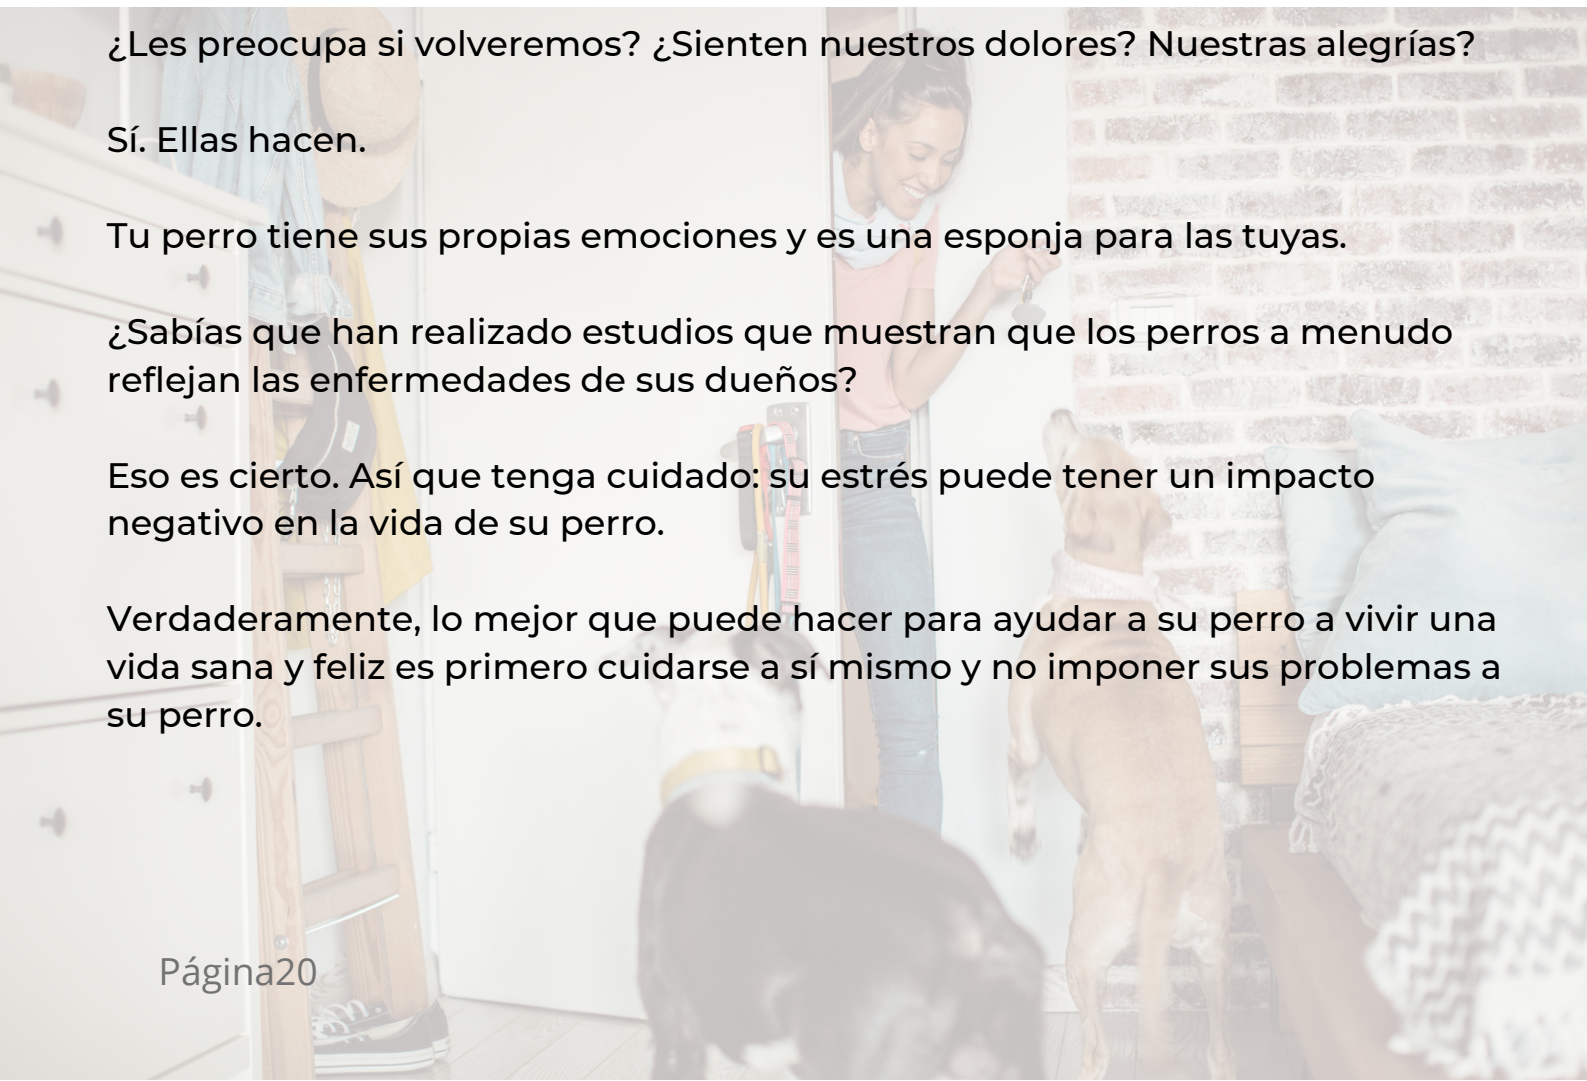 ¿Les preocupa si volveremos? ¿Sienten nuestros dolores? Nuestras alegrías?
Sí. Ellas hacen.
Tu perro tiene sus propias emociones y es una esponja para las tuyas.
¿Sabías que han realizado estudios que muestran que los perros a menudo
reflejan las enfermedades de sus dueños?
Eso es cierto. Así que tenga cuidado: su estrés puede tener un impacto
negativo en la vida de su perro.
Verdaderamente, lo mejor que puede hacer para ayudar a su perro a vivir una
vida sana y feliz es primero cuidarse a sí mismo y no imponer sus problemas a
su perro.
Página20